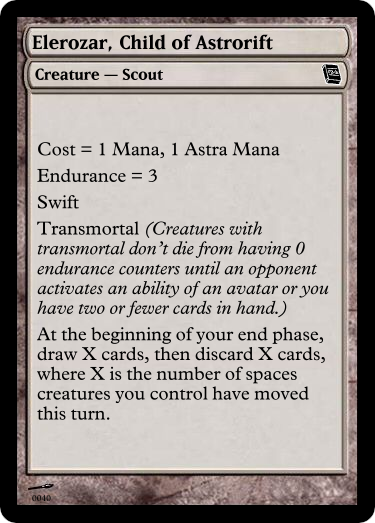 Elerozar, Child of Astrorift
Creature — Scout
Cost = 1 Mana, 1 Astra Mana
Endurance = 3
Swift
Transmortal (Creatures with
transmortal don't die from having 0
endurance counters until an opponent
activates an ability of an avatar or you
have two or fewer cards in hand.)
At the beginning of your end phase,
draw X cards, then discard X cards,
where X is the number of spaces
creatures you control have moved
this turn.
0040